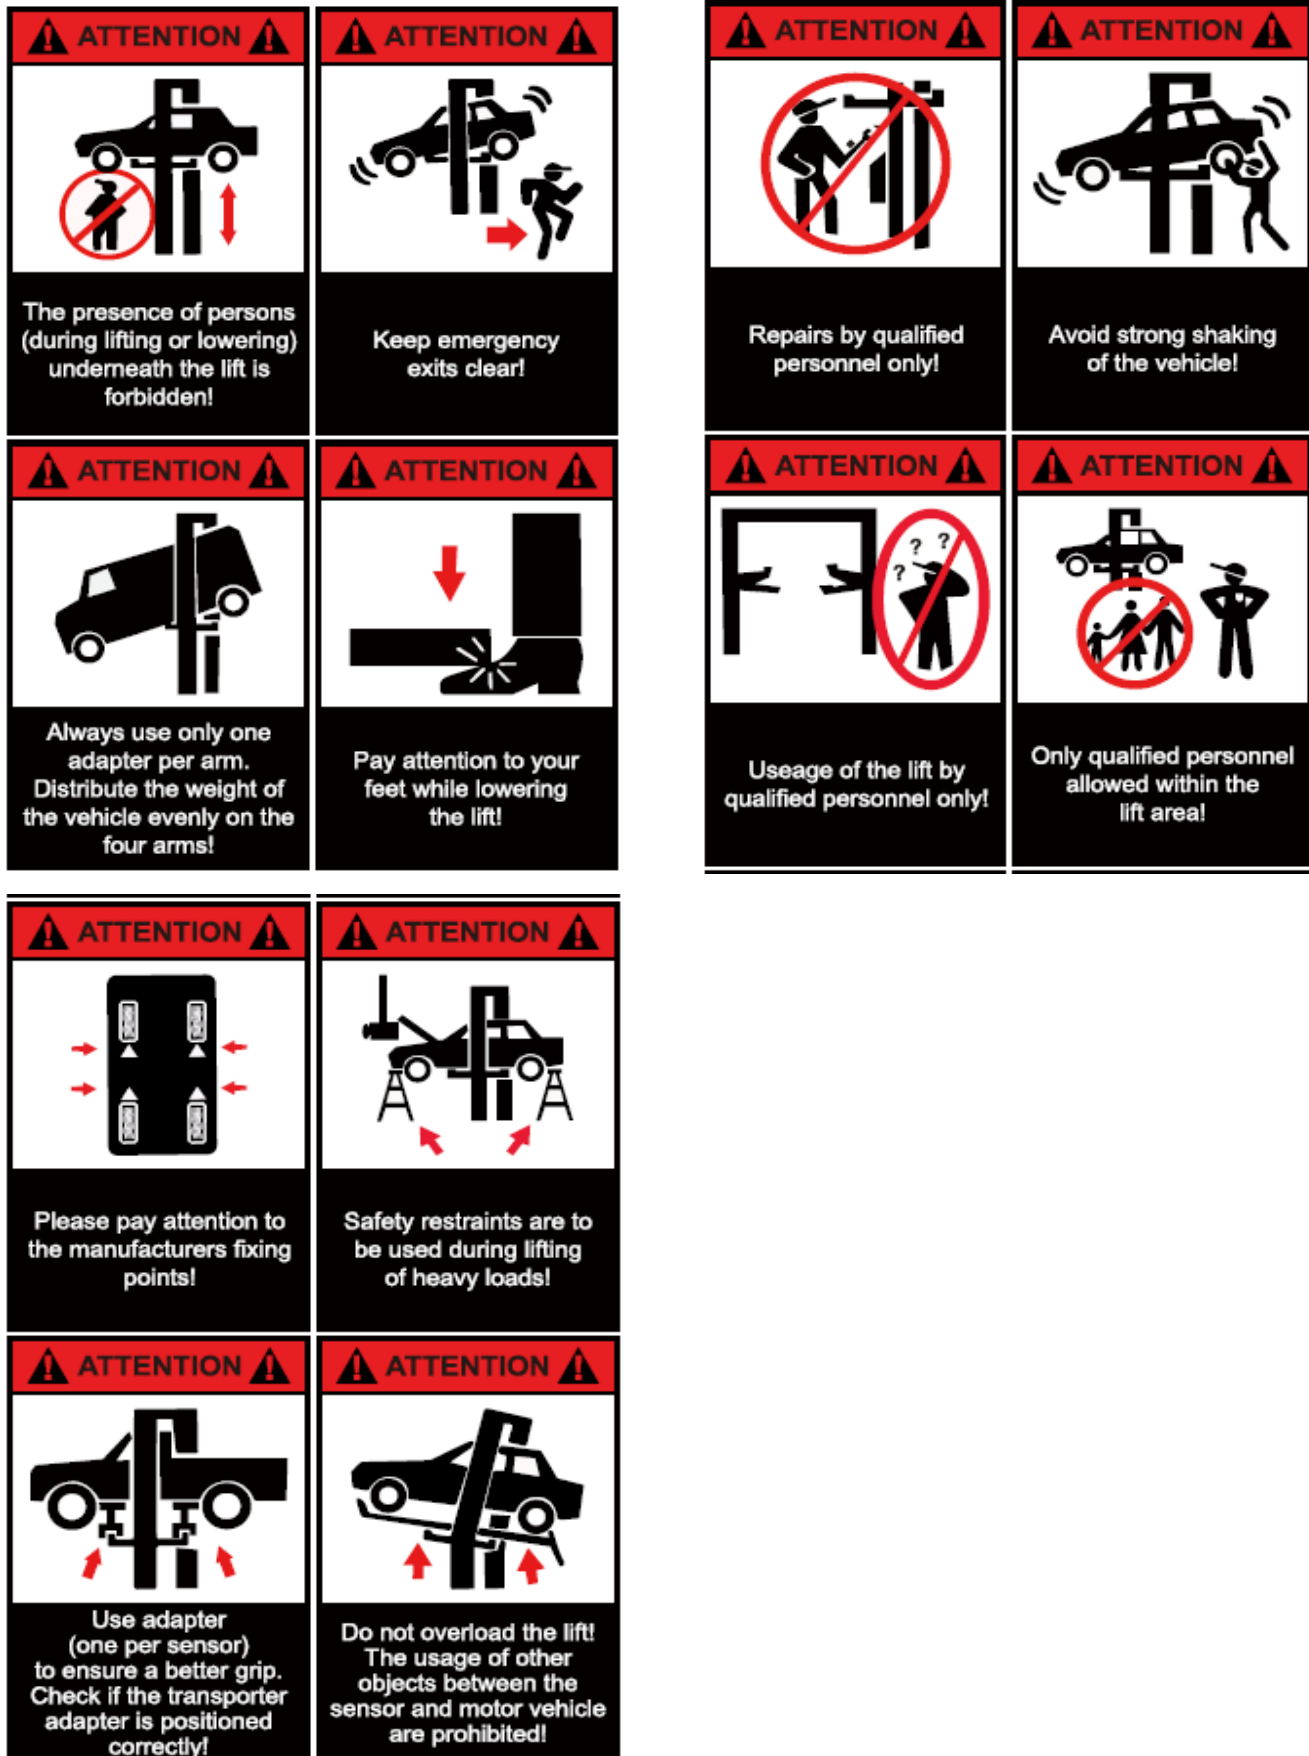 ATTENTION
The presence of persons
(during lifting or lowering)
underneath the lift is
forbidden!
ATTENTION
Keep emergency
exits clear!
ATTENTION
Always use only one
adapter per arm.
Distribute the weight of
the vehicle evenly on the
four arms!
ATTENTION
Pay attention to your
feet while lowering
the lift!
ATTENTION
Repairs by qualified
personnel only!
ATTENTION
Avoid strong shaking
of the vehicle!
ATTENTION
? ? ?
Useage of the lift by
qualified personnel only!
ATTENTION
Only qualified personnel
allowed within the
lift area!
ATTENTION
Please pay attention to
the manufacturers fixing
points!
ATTENTION
Safety restraints are to
be used during lifting
of heavy loads!
ATTENTION
Use adapter
(one per sensor)
to ensure a better grip.
Check if the transporter
adapter is positioned
correctly!
ATTENTION
Do not overload the lift!
The usage of other
objects between the
sensor and motor vehicle
are prohibited!